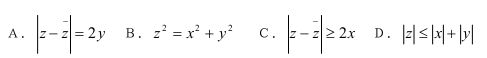 A. |z − z̄| = 2y B. z² = x² + y² C. |z − z̄| ≥ 2x D. |z| ≤ |x| + |y|